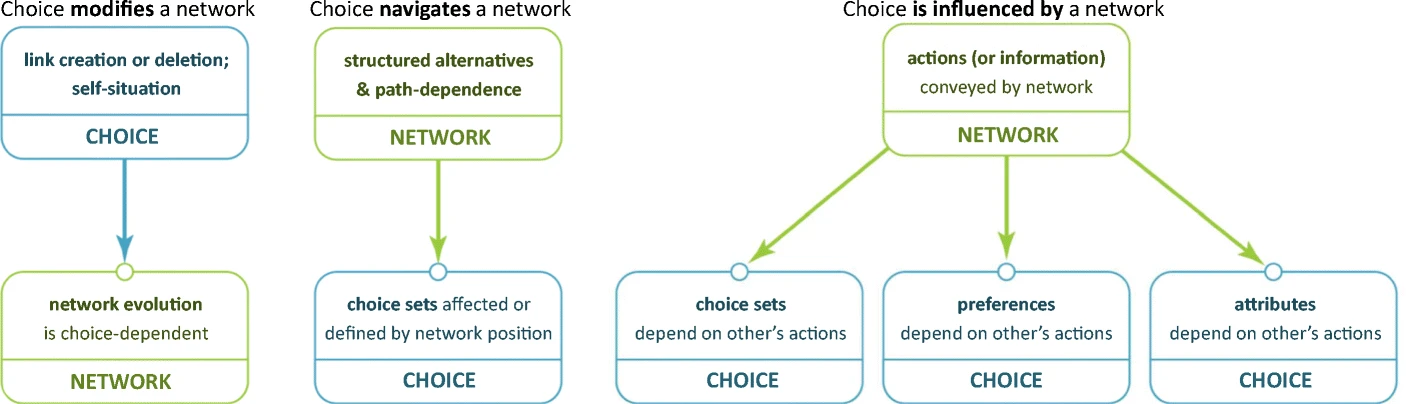 Choice modifies a network
link creation or deletion;
self-situation
CHOICE
network evolution
is choice-dependent
NETWORK
Choice navigates a network
structured alternatives
& path-dependence
NETWORK
choice sets affected or
defined by network position
CHOICE
Choice is influenced by a network
actions (or information)
conveyed by network
NETWORK
choice sets
depend on other’s actions
CHOICE
preferences
depend on other’s actions
CHOICE
attributes
depend on other’s actions
CHOICE